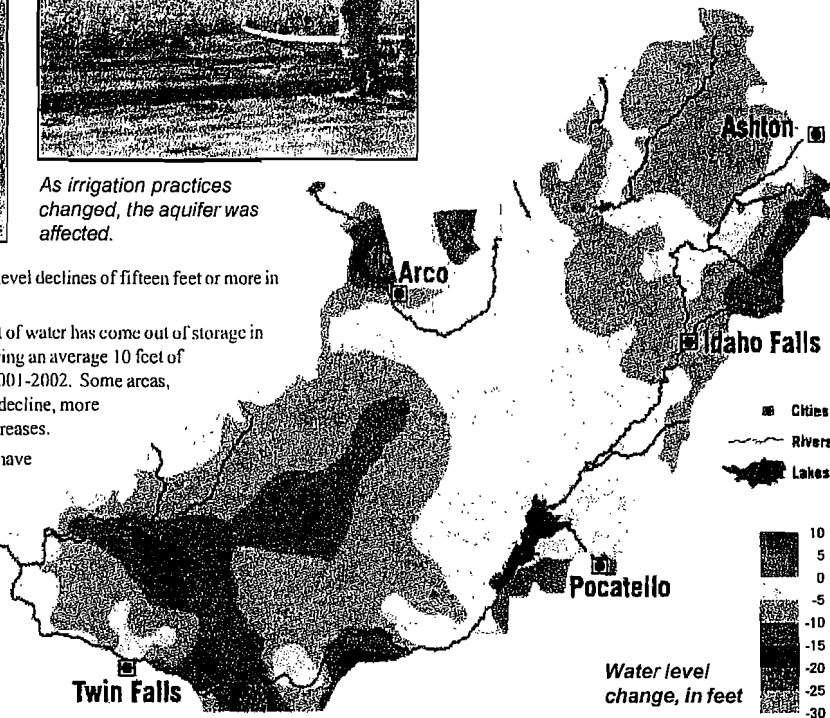 As irrigation practices
changed, the aquifer was
affected.
evel declines of fifteen feet or more in
t of water has come out of storage in
ing an average 10 feet of
001-2002. Some areas,
decline, more
reases.
have
Ashton
Arco
Idaho Falls
Cities
Rivers
Lakes
Pocatello
Twin Falls
Water level
change, in feet
10
5
0
-5
-10
-15
-20
-25
-30